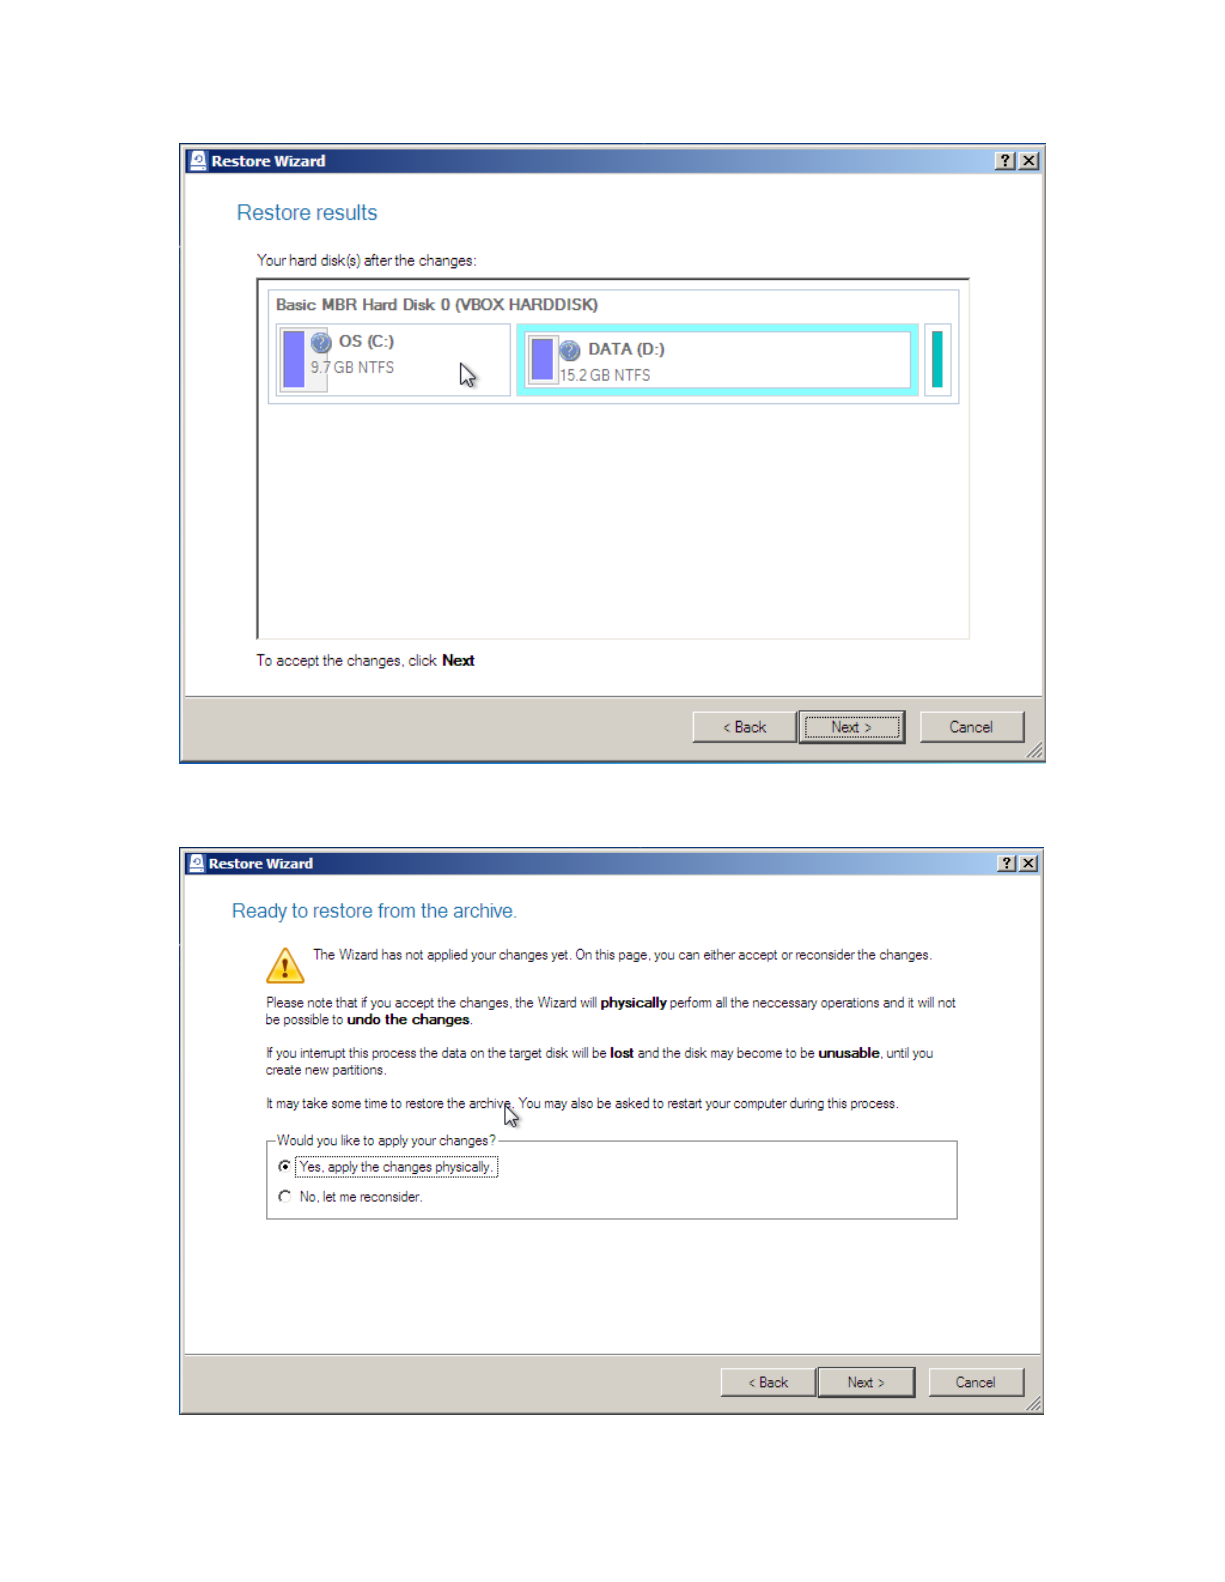 Restore Wizard
Restore results
Your hard disk(s) after the changes:
Basic MBR Hard Disk 0 (VBOX HARDDISK)
OS (C:)
9.7 GB NTFS
DATA (D:)
15.2 GB NTFS
To accept the changes, click Next
< Back
Next >
Cancel
Restore Wizard
Ready to restore from the archive.
The Wizard has not applied your changes yet. On this page, you can either accept or reconsider the changes.
Please note that if you accept the changes, the Wizard will physically perform all the neccessary operations and it will not
be possible to undo the changes.
If you interrupt this process the data on the target disk will be lost and the disk may become to be unusable, until you
create new partitions.
It may take some time to restore the archive. You may also be asked to restart your computer during this process.
Would you like to apply your changes?
Yes, apply the changes physically.
No, let me reconsider.
< Back
Next >
Cancel